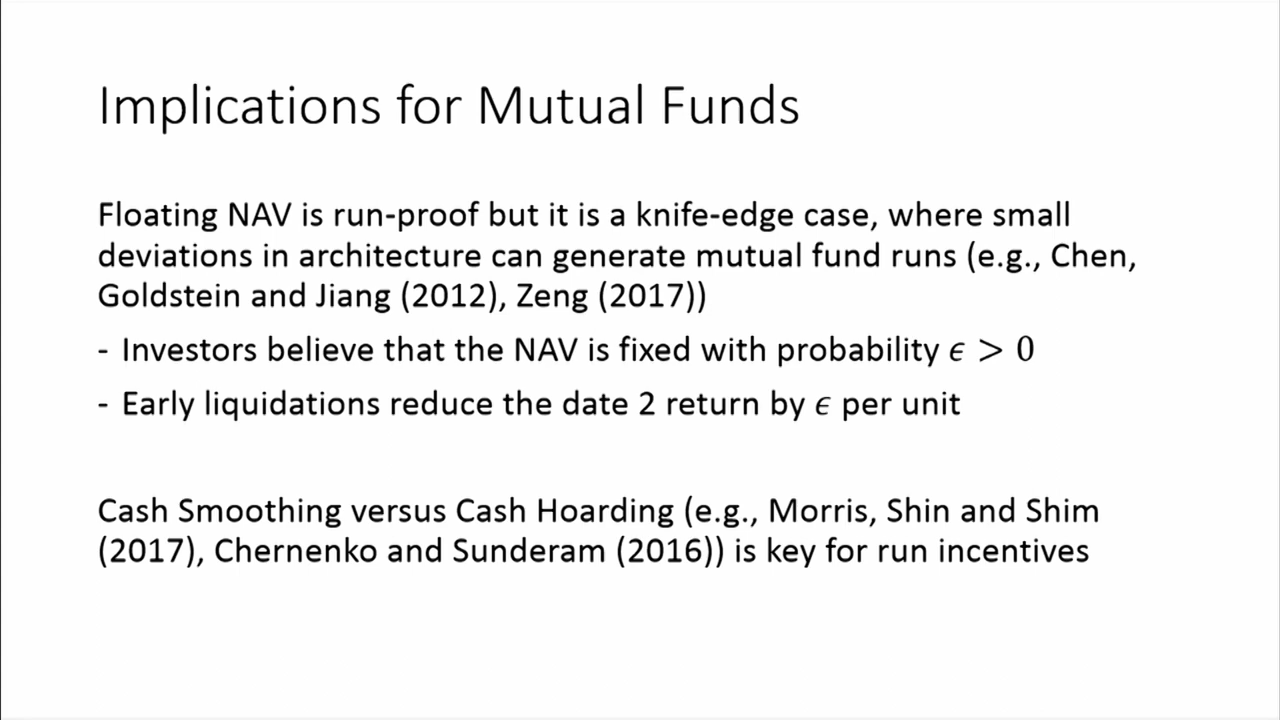 Implications for Mutual Funds
Floating NAV is run-proof but it is a knife-edge case, where small
deviations in architecture can generate mutual fund runs (e.g., Chen,
Goldstein and Jiang (2012), Zeng (2017))
- Investors believe that the NAV is fixed with probability ϵ > 0
- Early liquidations reduce the date 2 return by ϵ per unit
Cash Smoothing versus Cash Hoarding (e.g., Morris, Shin and Shim
(2017), Chernenko and Sunderam (2016)) is key for run incentives